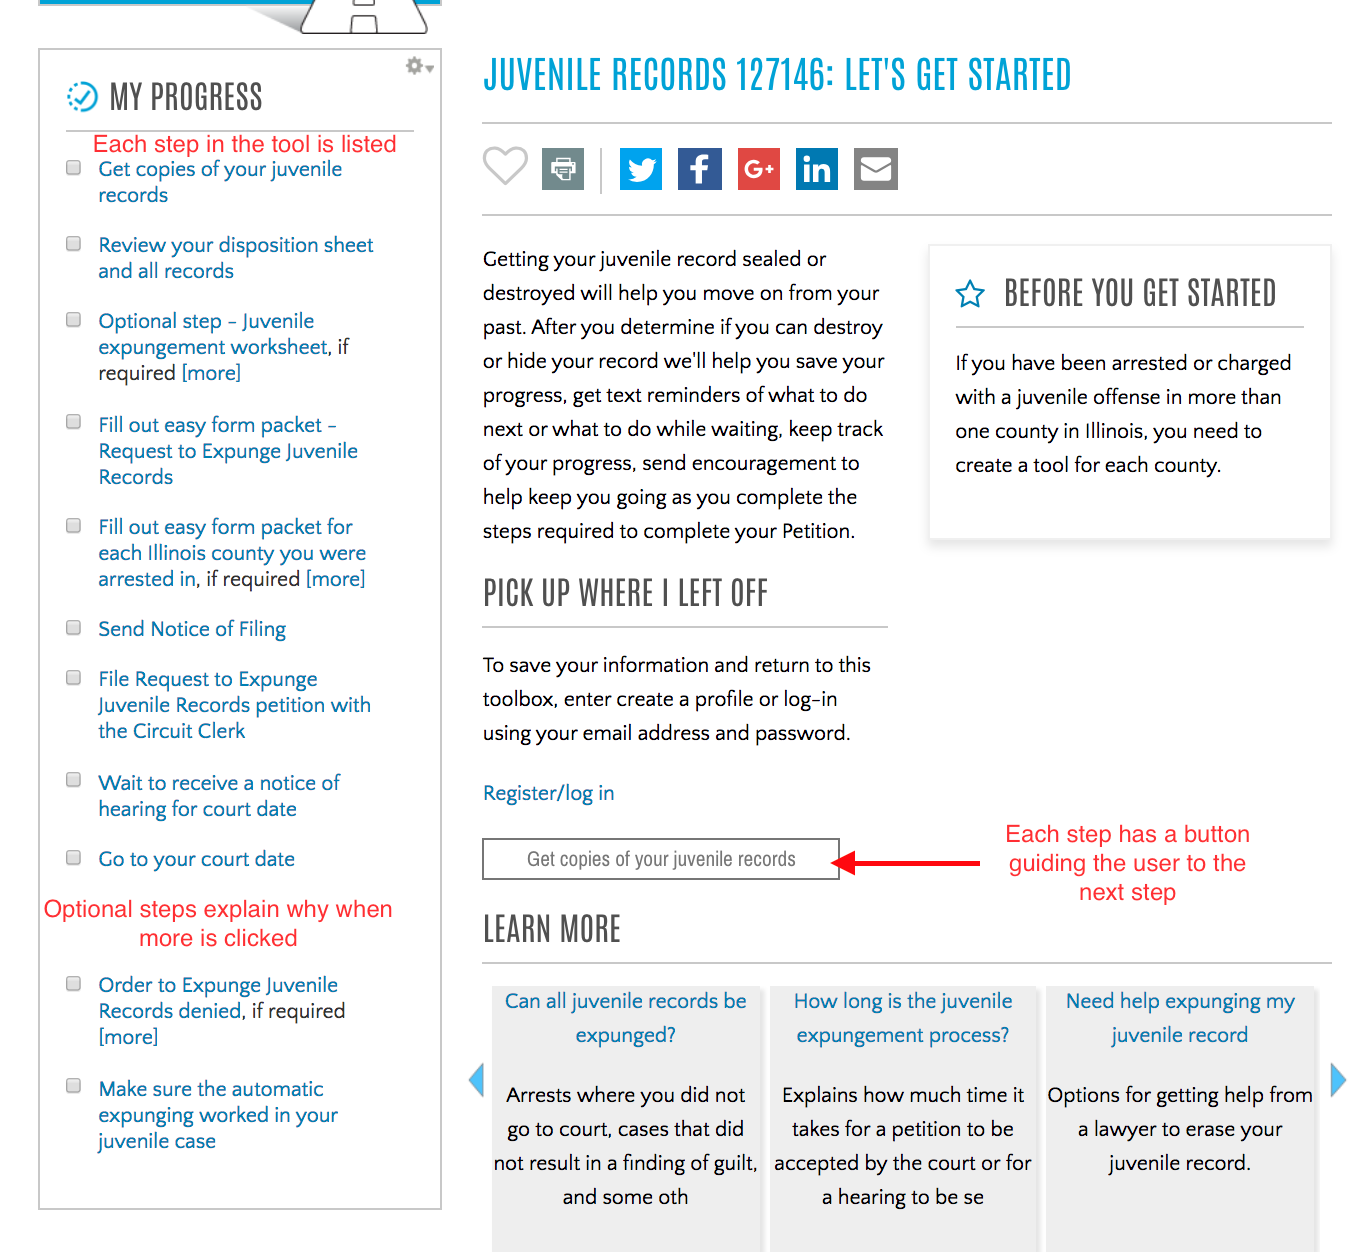 MY PROGRESS
Each step in the tool is listed
Get copies of your juvenile
records
Review your disposition sheet
and all records
Optional step - Juvenile
expungement worksheet, if
required [more]
Fill out easy form packet -
Request to Expunge Juvenile
Records
Fill out easy form packet for
each Illinois county you were
arrested in, if required [more]
Send Notice of Filing
File Request to Expunge
Juvenile Records petition with
the Circuit Clerk
Wait to receive a notice of
hearing for court date
Go to your court date
Optional steps explain why when
more is clicked
Order to Expunge Juvenile
Records denied, if required
[more]
Make sure the automatic
expunging worked in your
juvenile case
JUVENILE RECORDS 127146: LET'S GET STARTED
f G+ in
Getting your juvenile record sealed or
destroyed will help you move on from your
past. After you determine if you can destroy
or hide your record we'll help you save your
progress, get text reminders of what to do
next or what to do while waiting, keep track
of your progress, send encouragement to
help keep you going as you complete the
steps required to complete your Petition.
BEFORE YOU GET STARTED
If you have been arrested or charged
with a juvenile offense in more than
one county in Illinois, you need to
create a tool for each county.
PICK UP WHERE I LEFT OFF
To save your information and return to this
toolbox, enter create a profile or log-in
using your email address and password.
Register/log in
Get copies of your juvenile records
Each step has a button
guiding the user to the
next step
LEARN MORE
Can all juvenile records be
expunged?
Arrests where you did not
go to court, cases that did
not result in a finding of guilt,
and some oth
How long is the juvenile
expungement process?
Explains how much time it
takes for a petition to be
accepted by the court or for
a hearing to be se
Need help expunging my
juvenile record
Options for getting help from
a lawyer to erase your
juvenile record.